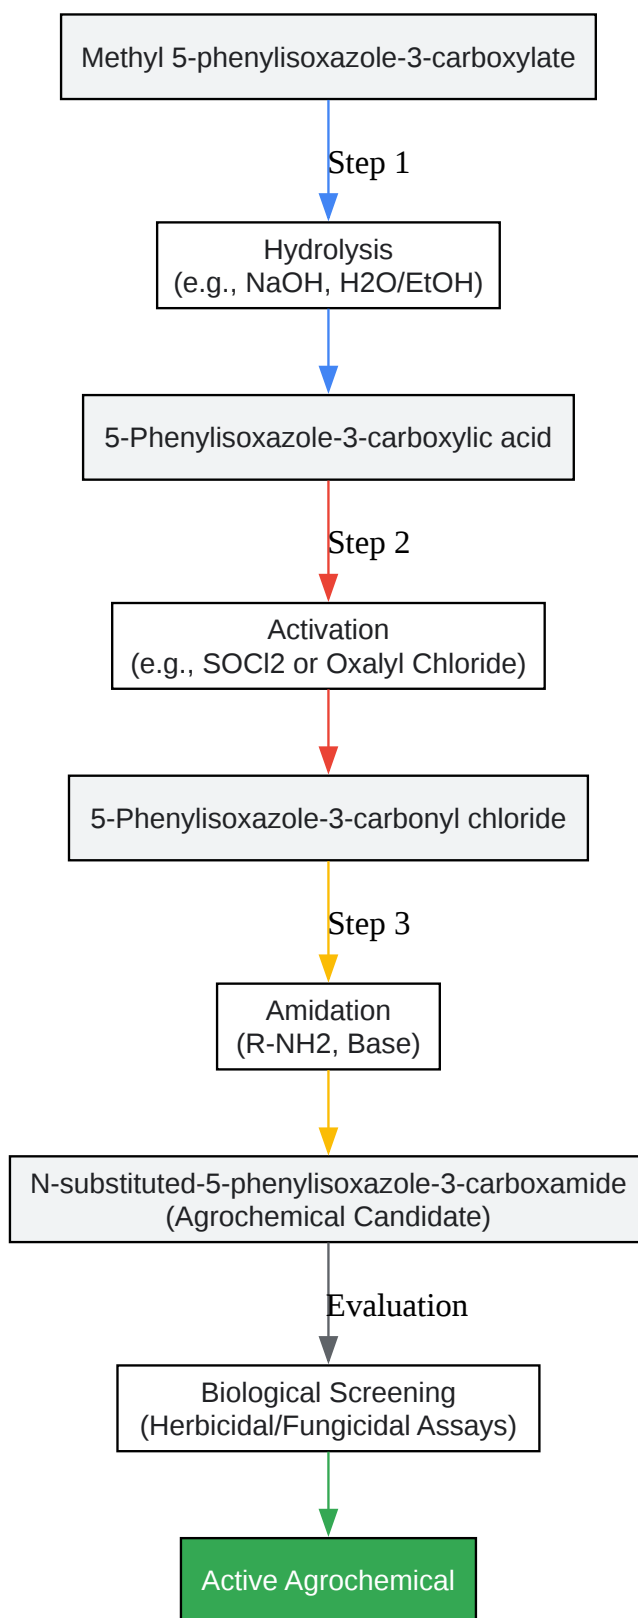 Methyl 5-phenylisoxazole-3-carboxylate
Step 1
Hydrolysis
(e.g., NaOH, H2O/EtOH)
5-Phenylisoxazole-3-carboxylic acid
Step 2
Activation
(e.g., SOCl2 or Oxalyl Chloride)
5-Phenylisoxazole-3-carbonyl chloride
Step 3
Amidation
(R-NH2, Base)
N-substituted-5-phenylisoxazole-3-carboxamide
(Agrochemical Candidate)
Evaluation
Biological Screening
(Herbicidal/Fungicidal Assays)
Active Agrochemical